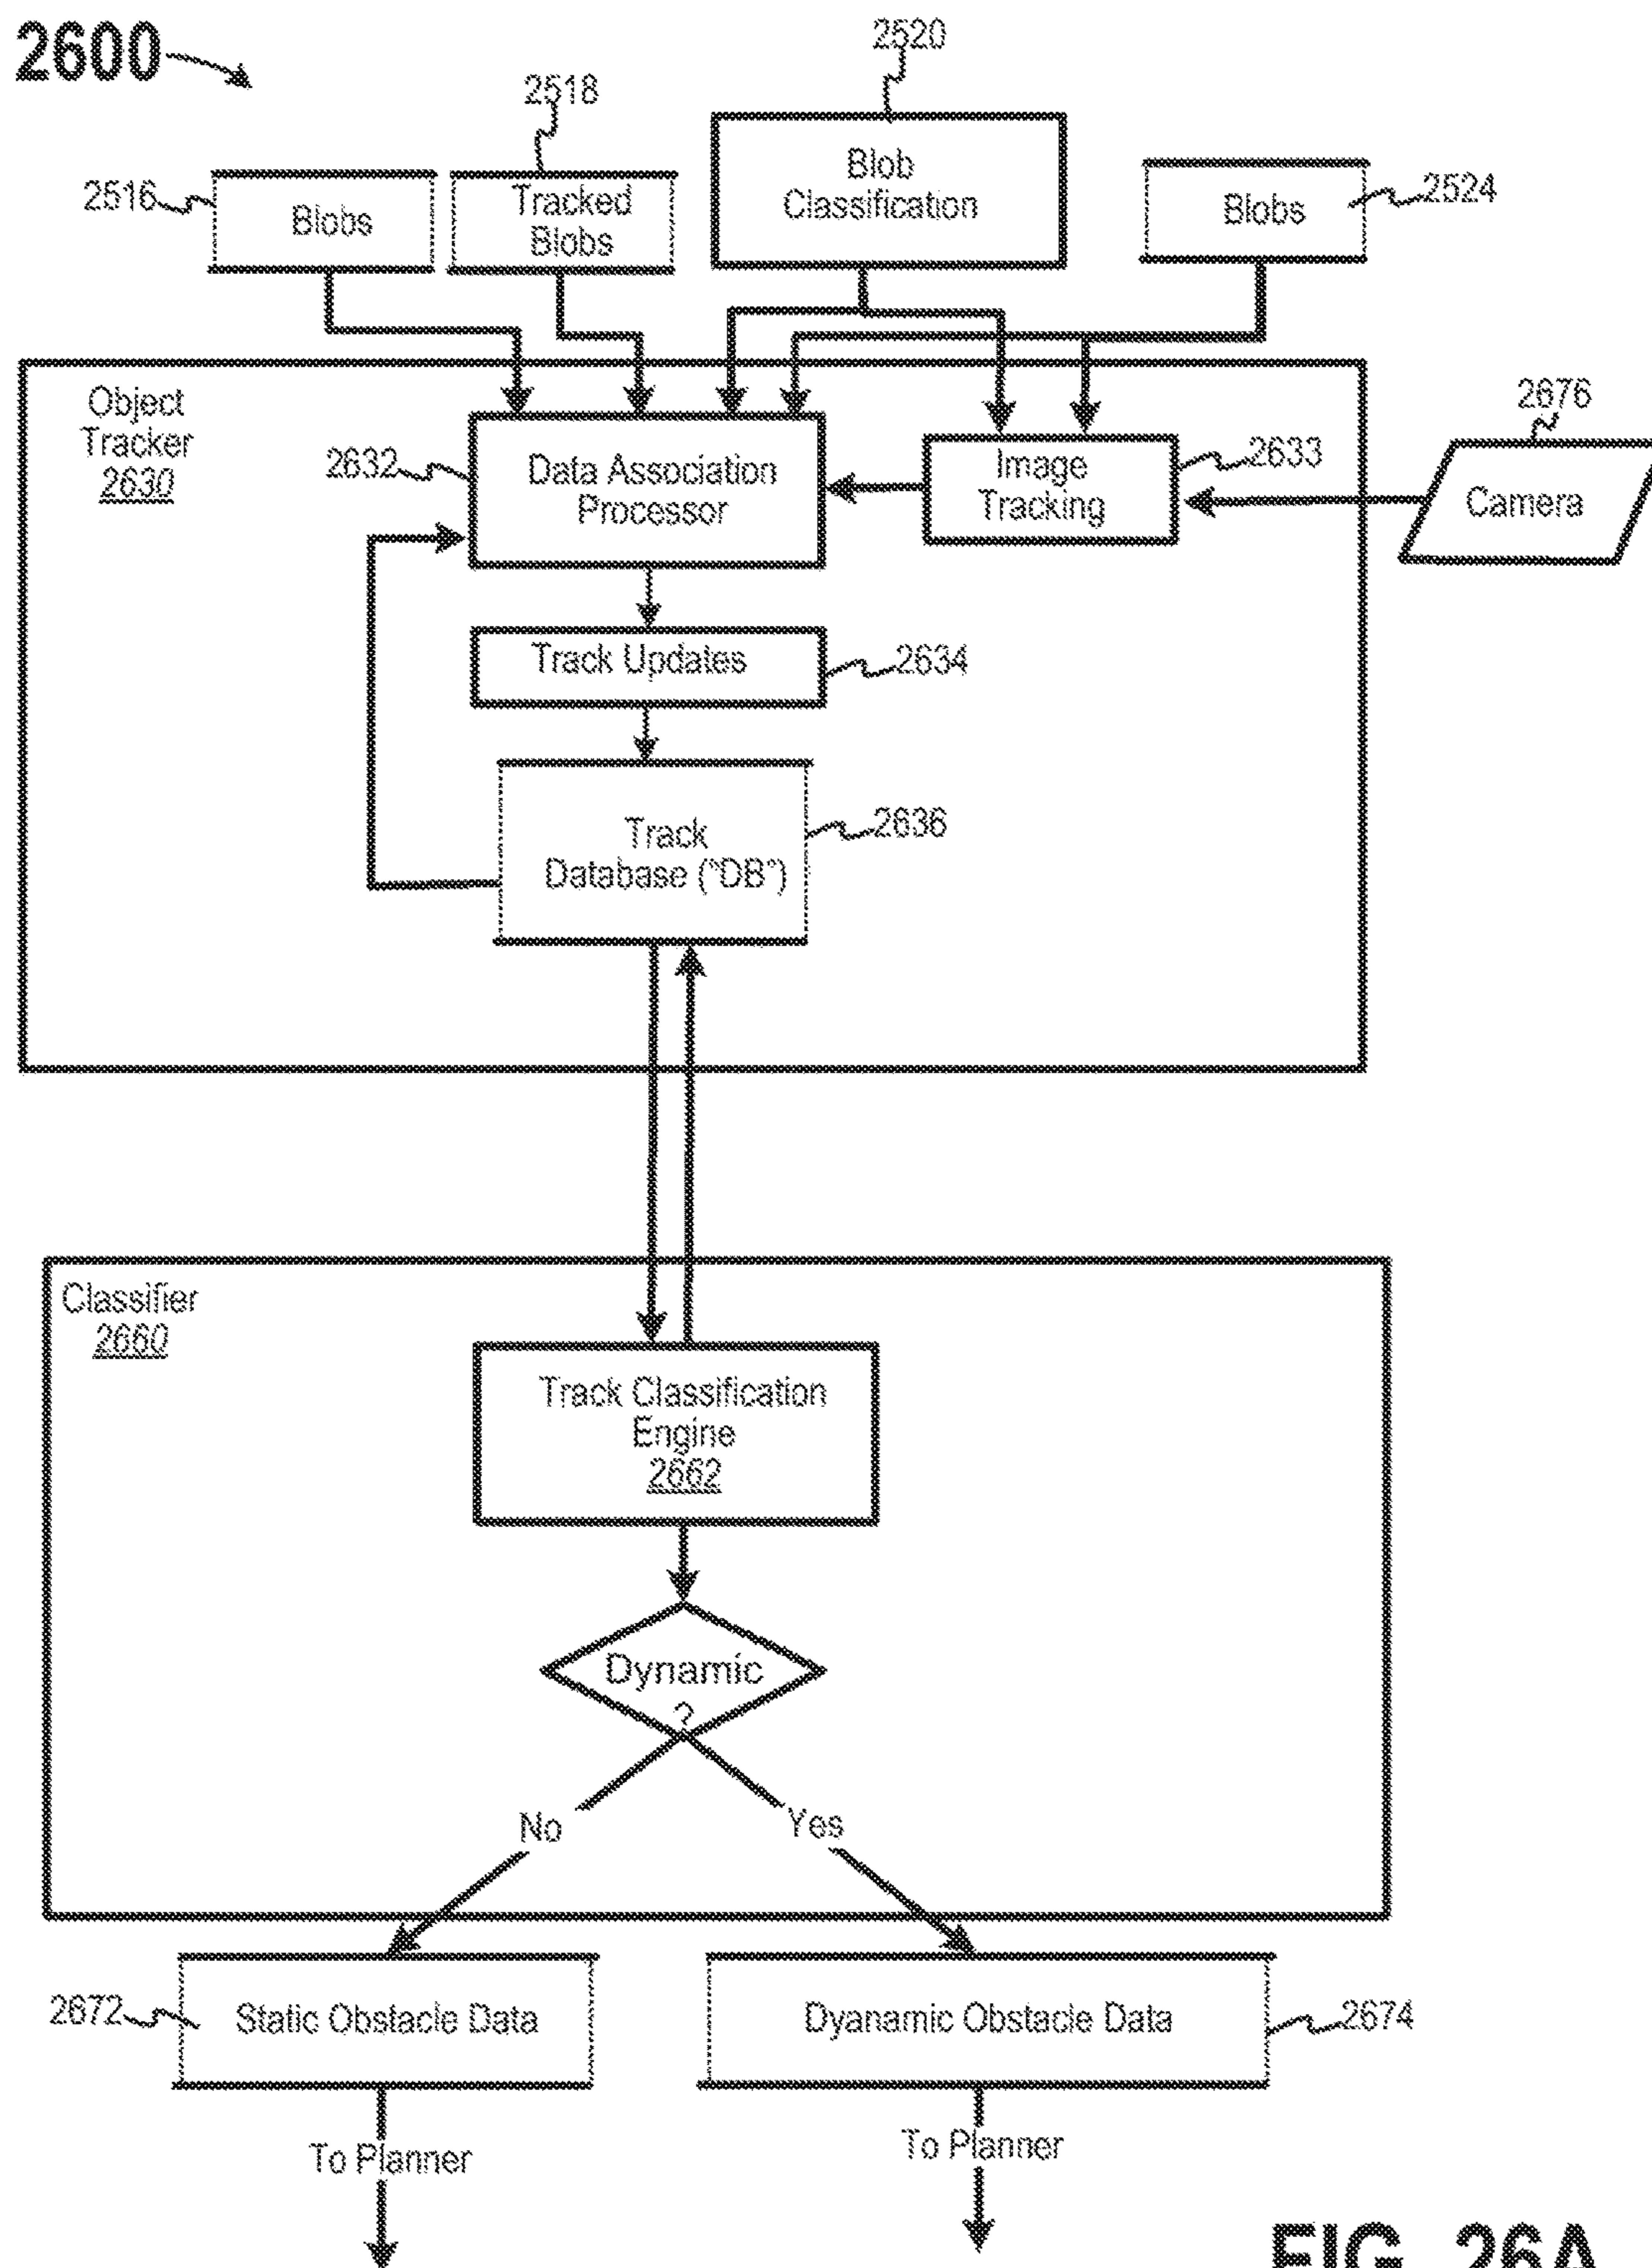 2600
2520
2518
Blob
Classification
2516
Blobs
Tracked
Blobs
Blobs
2524
Object
Tracker
2630
2632
Data Association
Processor
Image
Tracking
2633
2676
Camera
Track Updates
2634
Track
Database ("DB")
2636
Classifier
2660
Track Classification
Engine
2662
Dynamic
?
No
Yes
2672
Static Obstacle Data
Dyanamic Obstacle Data
2674
To Planner
To Planner
FIG. 26A